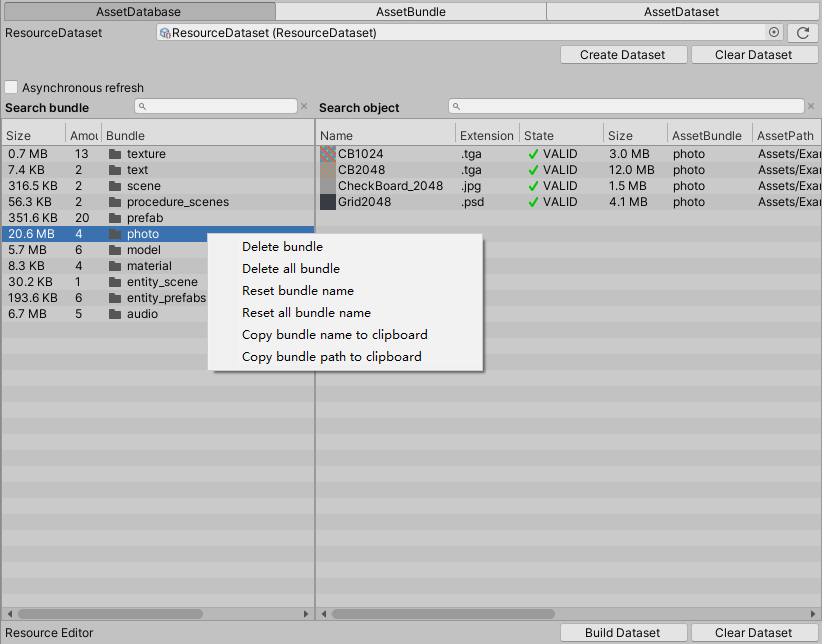 AssetDatabase AssetBundle AssetDataset
ResourceDataset ResourceDataset (ResourceDataset)
Create Dataset Clear Dataset
Asynchronous refresh
Search bundle Search object
Size Amou Bundle Name Extension State Size AssetBundle AssetPath
0.7 MB 13 texture CB1024 .tga VALID 3.0 MB photo Assets/Exar
7.4 KB 2 text CB2048 .tga VALID 12.0 MB photo Assets/Exar
316.5 KB 2 scene CheckBoard_2048 .jpg VALID 1.5 MB photo Assets/Exar
56.3 KB 2 procedure_scenes Grid2048 .psd VALID 4.1 MB photo Assets/Exar
351.6 KB 20 prefab
20.6 MB 4 photo
5.7 MB 6 model
8.3 KB 4 material
30.2 KB 1 entity_scene
193.6 KB 6 entity_prefabs
6.7 MB 5 audio
Delete bundle
Delete all bundle
Reset bundle name
Reset all bundle name
Copy bundle name to clipboard
Copy bundle path to clipboard
Resource Editor Build Dataset Clear Dataset